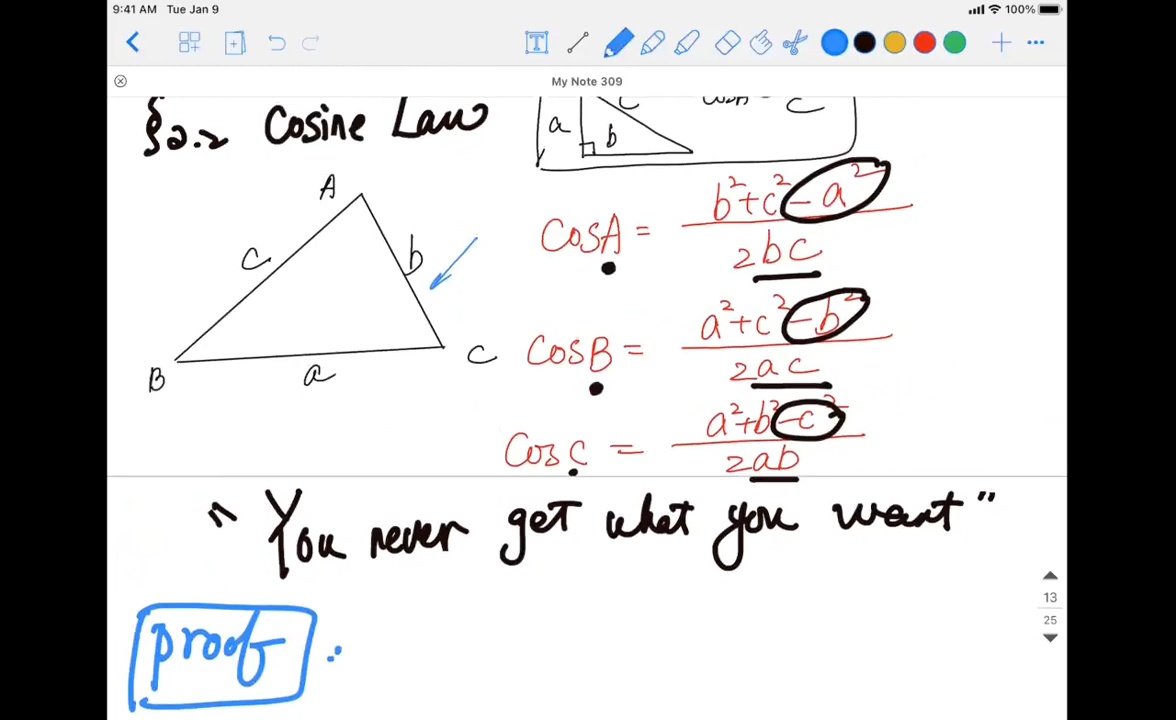 9:41 AM Tue Jan 9
100%
T
My Note 309
§2.2 Cosine Law
a
b
c
cosA = 
c
A
c
b
B
a
C
CosA = b²+c²-a² / 2bc
CosB = a²+c²-b² / 2ac
Cosc = a²+b²-c² / 2ab
"You never get what you want"
13
25
proof :